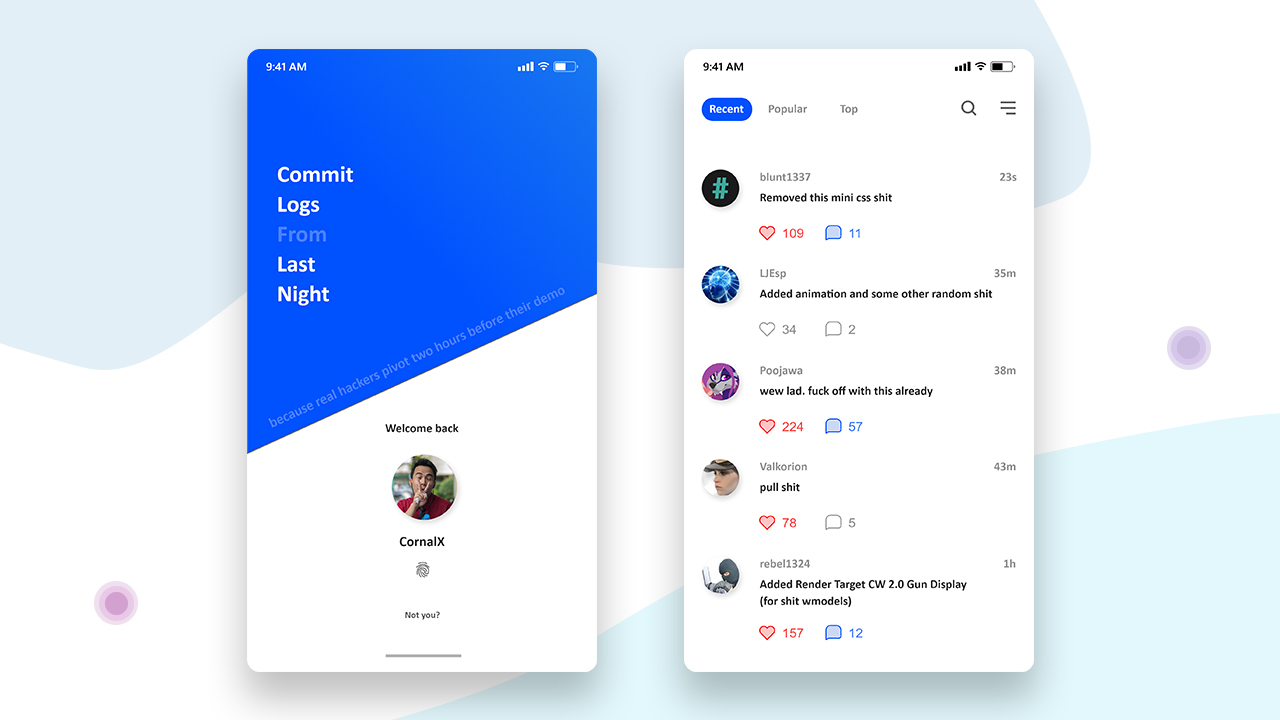 9:41 AM
Commit
Logs
From
Last
Night
because real hackers pivot two hours before their demo
Welcome back
CornalX
Not you?
9:41 AM
Recent Popular Top
#
blunt1337 23s
Removed this mini css shit
109 11
LJEsp 35m
Added animation and some other random shit
34 2
Poojawa 38m
wew lad. fuck off with this already
224 57
Valkorion 43m
pull shit
78 5
rebel1324 1h
Added Render Target CW 2.0 Gun Display
(for shit wmodels)
157 12